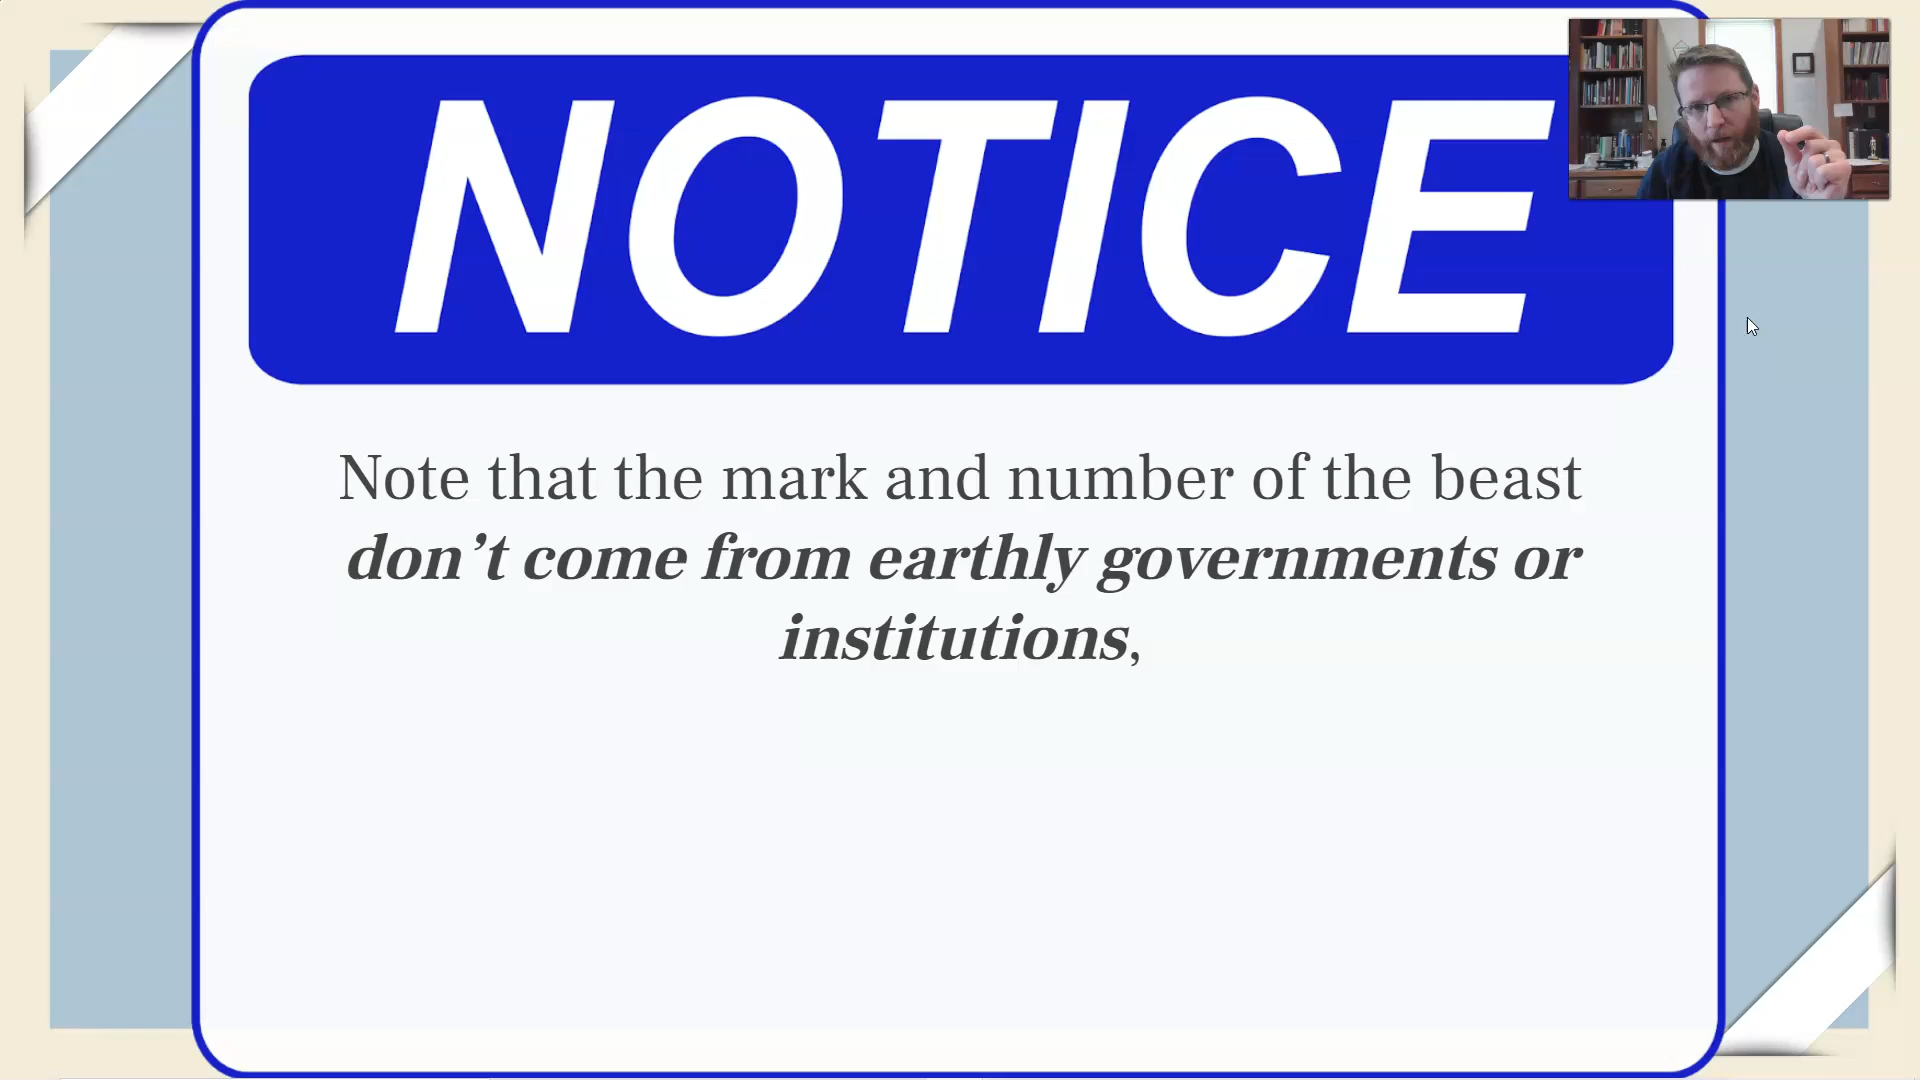 NOTICE
Note that the mark and number of the beast
don’t come from earthly governments or
institutions,